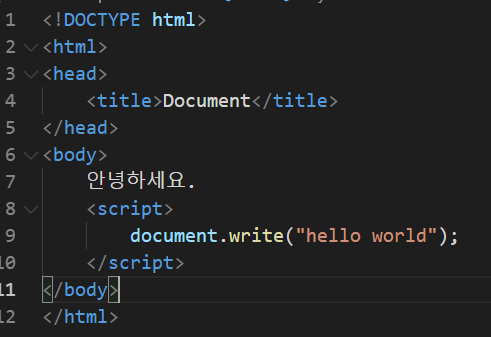 1 <!DOCTYPE html>
2 <html>
3 <head>
4     <title>Document</title>
5 </head>
6 <body>
7     안녕하세요.
8     <script>
9         document.write("hello world");
10     </script>
11 </body>
12 </html>